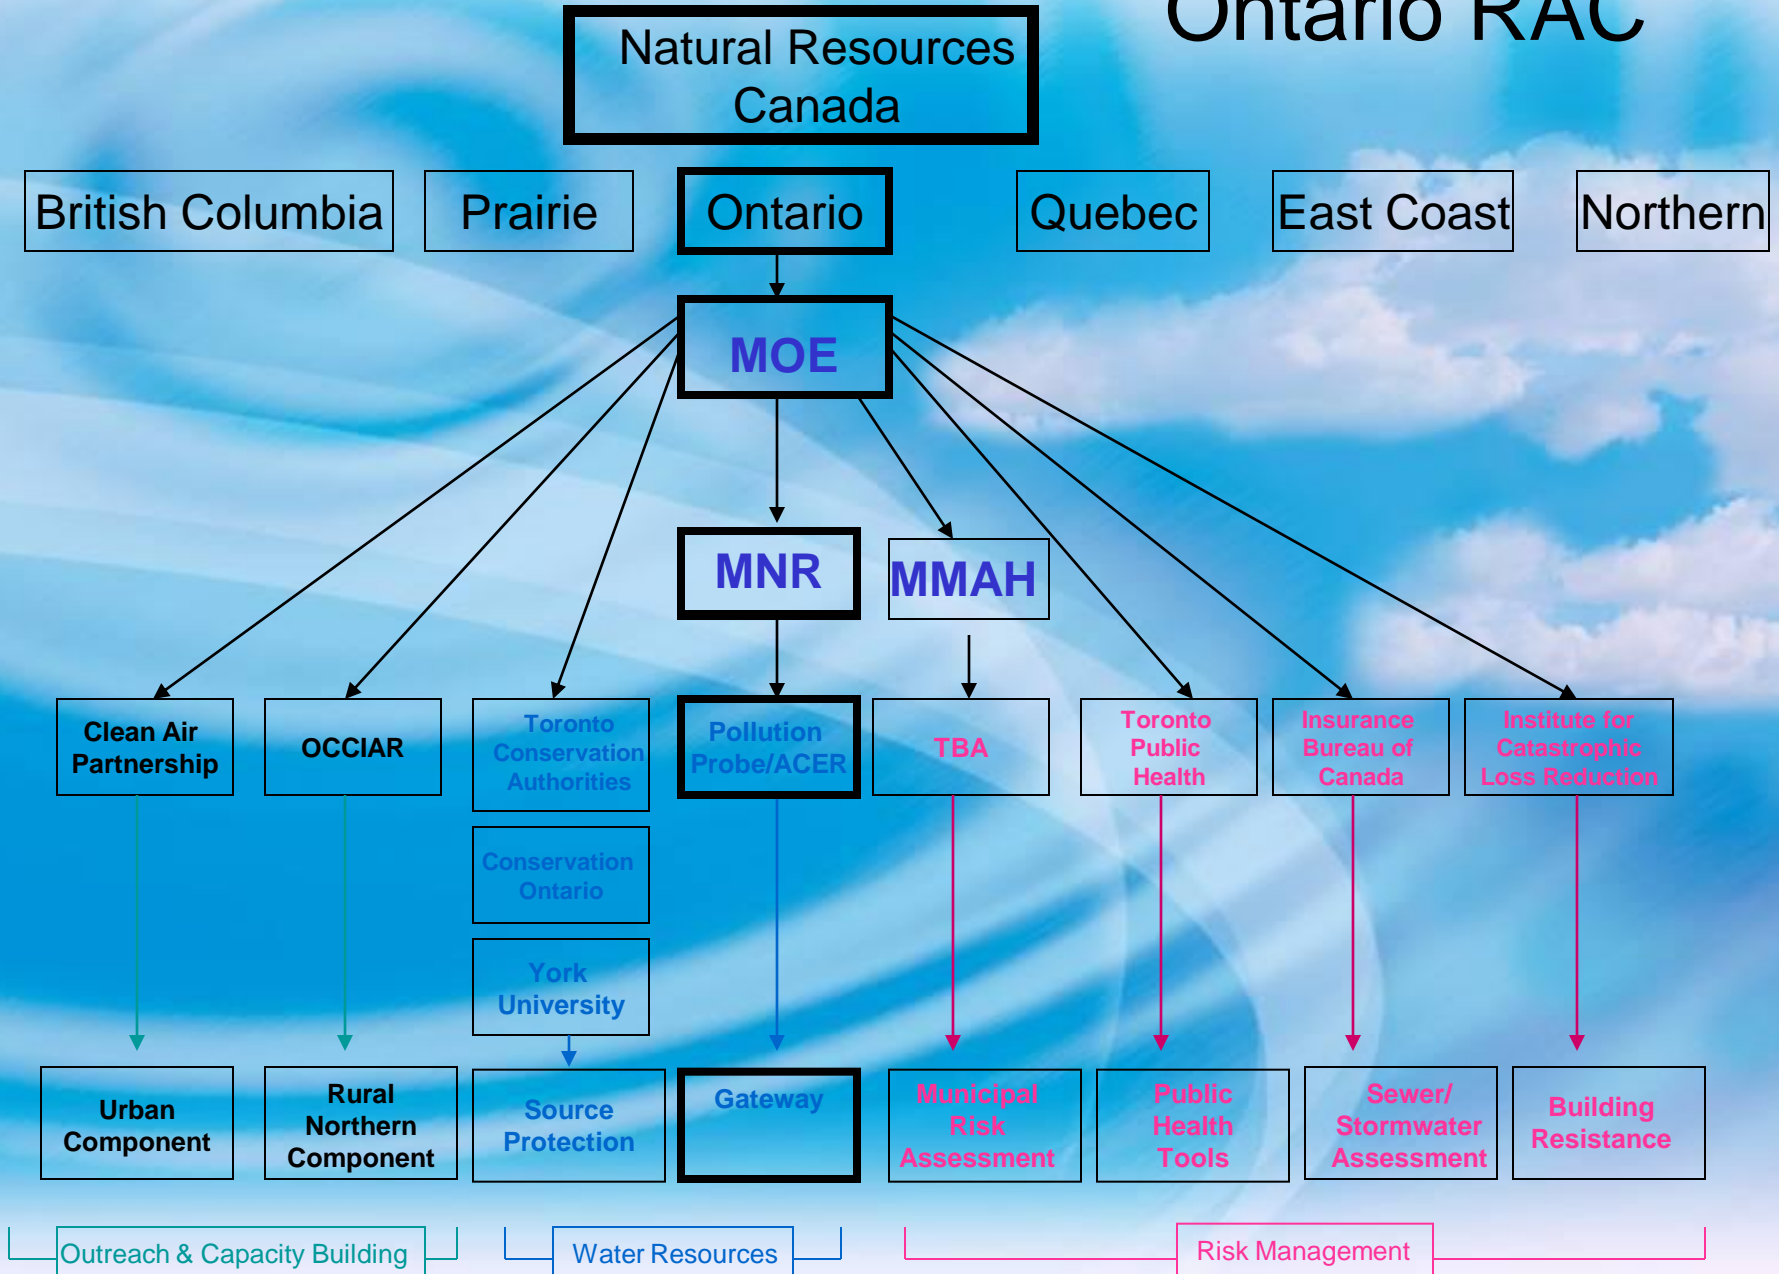 Ontario RAC
Natural Resources
Canada
British Columbia
Prairie
Ontario
Quebec
East Coast
Northern
MOE
MNR
MMAH
Clean Air
Partnership
OCCIAR
Toronto
Conservation
Authorities
Pollution
Probe/ACER
TBA
Toronto
Public
Health
Insurance
Bureau of
Canada
Institute for
Catastrophic
Loss Reduction
Conservation
Ontario
York
University
Urban
Component
Rural
Northern
Component
Source
Protection
Gateway
Municipal
Risk
Assessment
Public
Health
Tools
Sewer/
Stormwater
Assessment
Building
Resistance
Outreach & Capacity Building
Water Resources
Risk Management